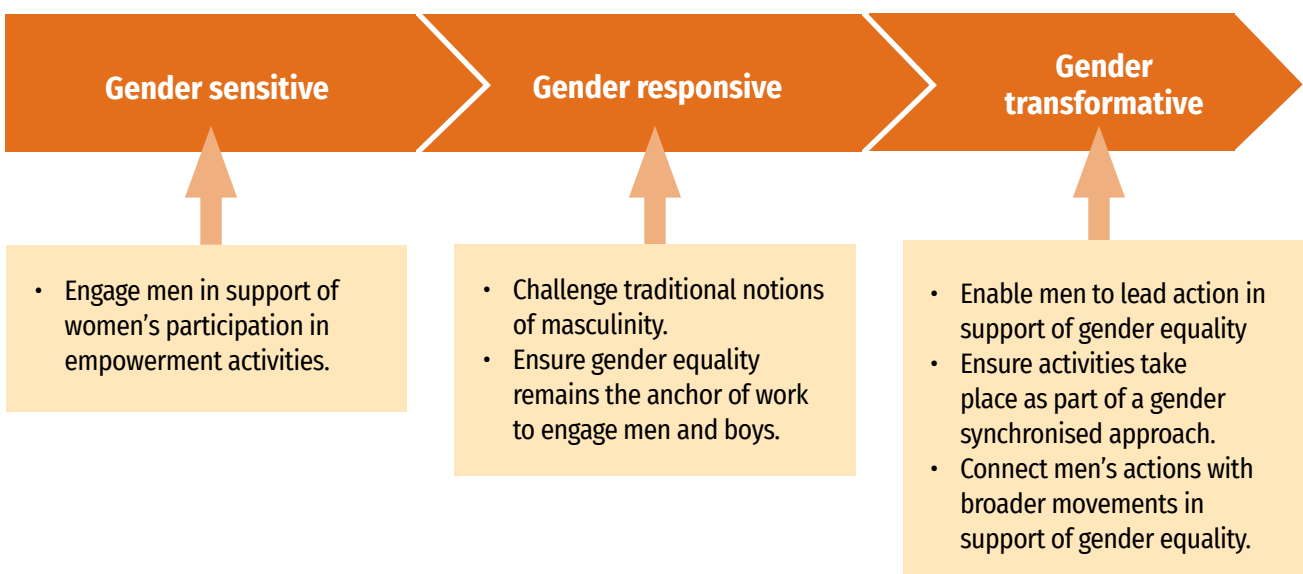 Gender sensitive
Gender responsive
Gender
transformative
• Engage men in support of
women’s participation in
empowerment activities.
• Challenge traditional notions
of masculinity.
• Ensure gender equality
remains the anchor of work
to engage men and boys.
• Enable men to lead action in
support of gender equality
• Ensure activities take
place as part of a gender
synchronised approach.
• Connect men’s actions with
broader movements in
support of gender equality.